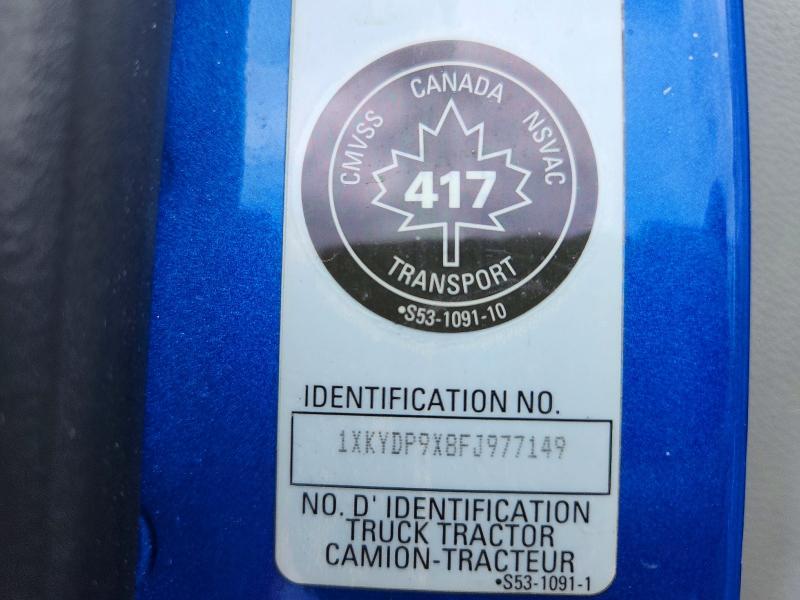 CANADA
CMVSS
NSVAC
417
TRANSPORT
•S53-1091-10
IDENTIFICATION NO.
1XKYDP9X8FJ977149
NO. D' IDENTIFICATION
TRUCK TRACTOR
CAMION-TRACTEUR
•S53-1091-1